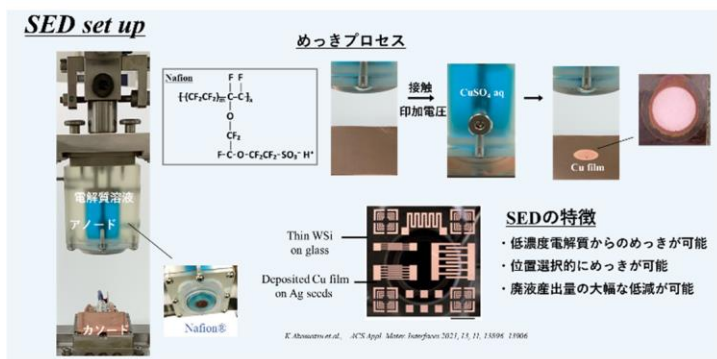 SED set up
めっきプロセス
Nafion
F F
-[-(CF₂CF₂)ₘ-C-C-]ₙ
O
CF₂
F-C-O-CF₂CF₂-SO₃⁻ H⁺
CF₃
接触
印加電圧
CuSO₄ aq
Cu film
電解質溶液
アノード
カソード
Nafion®
Thin WSi
on glass
Deposited Cu film
on Ag seeds
SEDの特徴
・低濃度電解質からのめっきが可能
・位置選択的にめっきが可能
・廃液産出量の大幅な低減が可能
et al., ACS Appl. Mater. Interfaces 2021, 13,